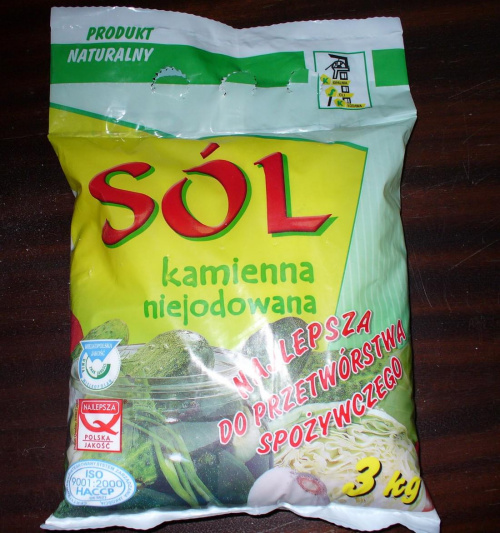 PRODUKT
NATURALNY
SÓL
kamienna
niejodowana
NAJLEPSZA
DO PRZETWÓRSTWA
SPOŻYWCZEGO
NAJLEPSZA
POLSKA
JAKOŚĆ
ISO
9001:2000
HACCP
3 kg